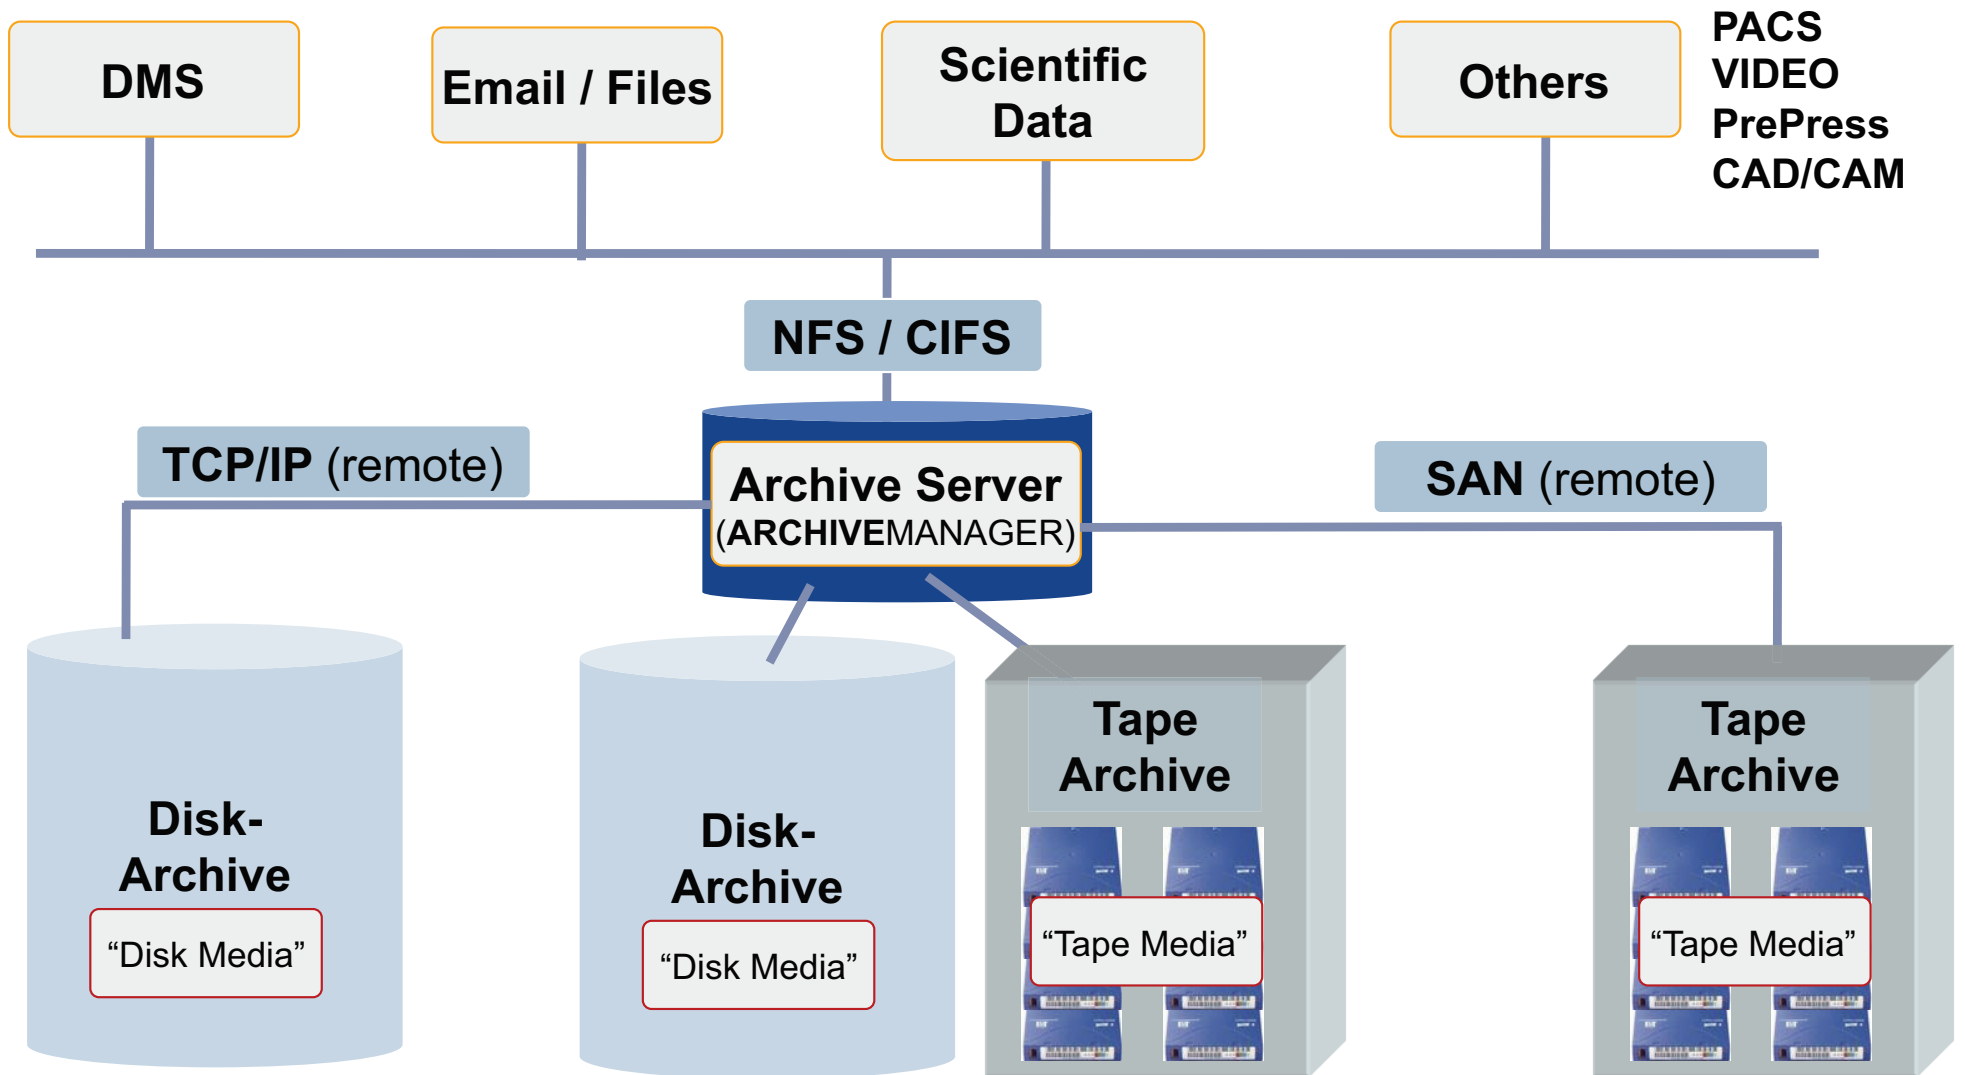 DMS
Email / Files
Scientific
Data
Others
PACS
VIDEO
PrePress
CAD/CAM
NFS / CIFS
TCP/IP (remote)
Archive Server
(ARCHIVEMANAGER)
SAN (remote)
Disk-
Archive
“Disk Media”
Disk-
Archive
“Disk Media”
Tape
Archive
“Tape Media”
Tape
Archive
“Tape Media”